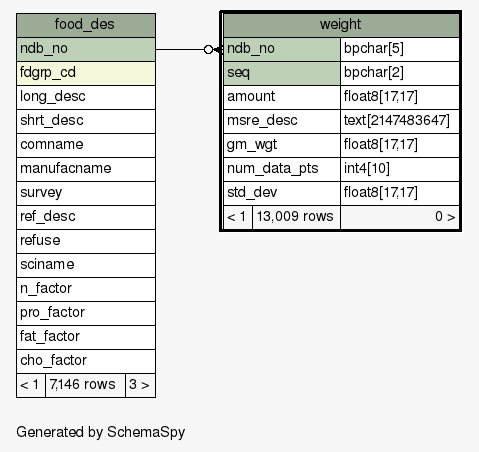 food_des
ndb_no
fdgrp_cd
long_desc
shrt_desc
comname
manufacname
survey
ref_desc
refuse
sciname
n_factor
pro_factor
fat_factor
cho_factor
< 1 7,146 rows 3 >
weight
ndb_no bpchar[5]
seq bpchar[2]
amount float8[17,17]
msre_desc text[2147483647]
gm_wgt float8[17,17]
num_data_pts int4[10]
std_dev float8[17,17]
< 1 13,009 rows 0 >
Generated by SchemaSpy